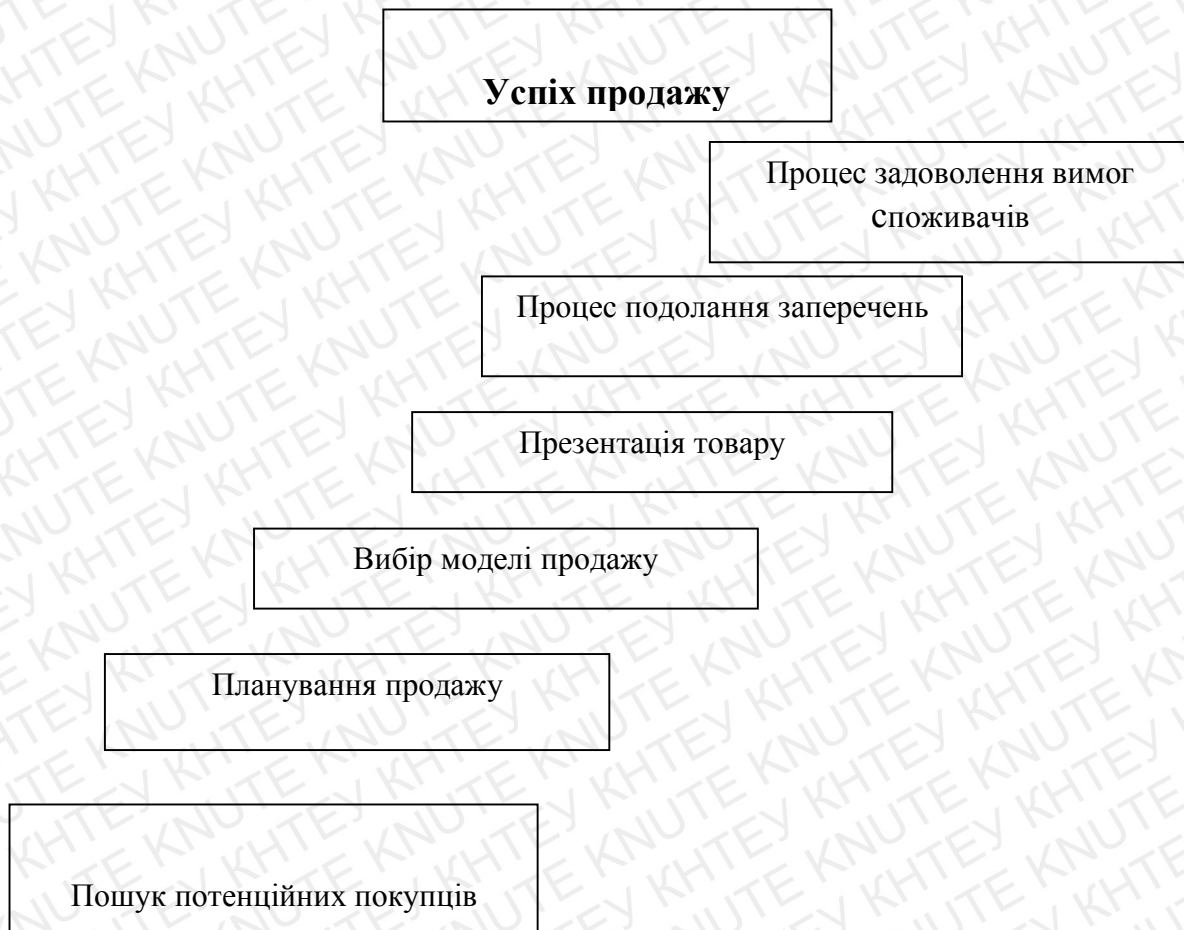 Успіх продажу
Процес задоволення вимог
споживачів
Процес подолання заперечень
Презентація товару
Вибір моделі продажу
Планування продажу
Пошук потенційних покупців